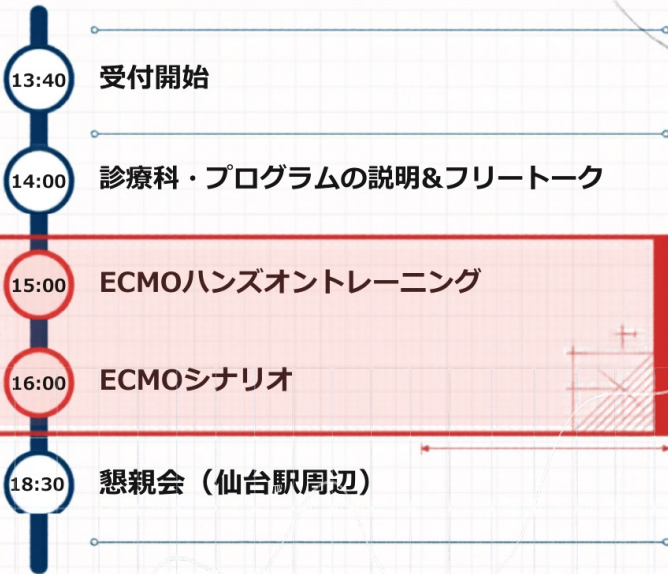 13:40 受付開始
14:00 診療科・プログラムの説明&フリートーク
15:00 ECMOハンズオントレーニング
16:00 ECMOシナリオ
18:30 懇親会（仙台駅周辺）